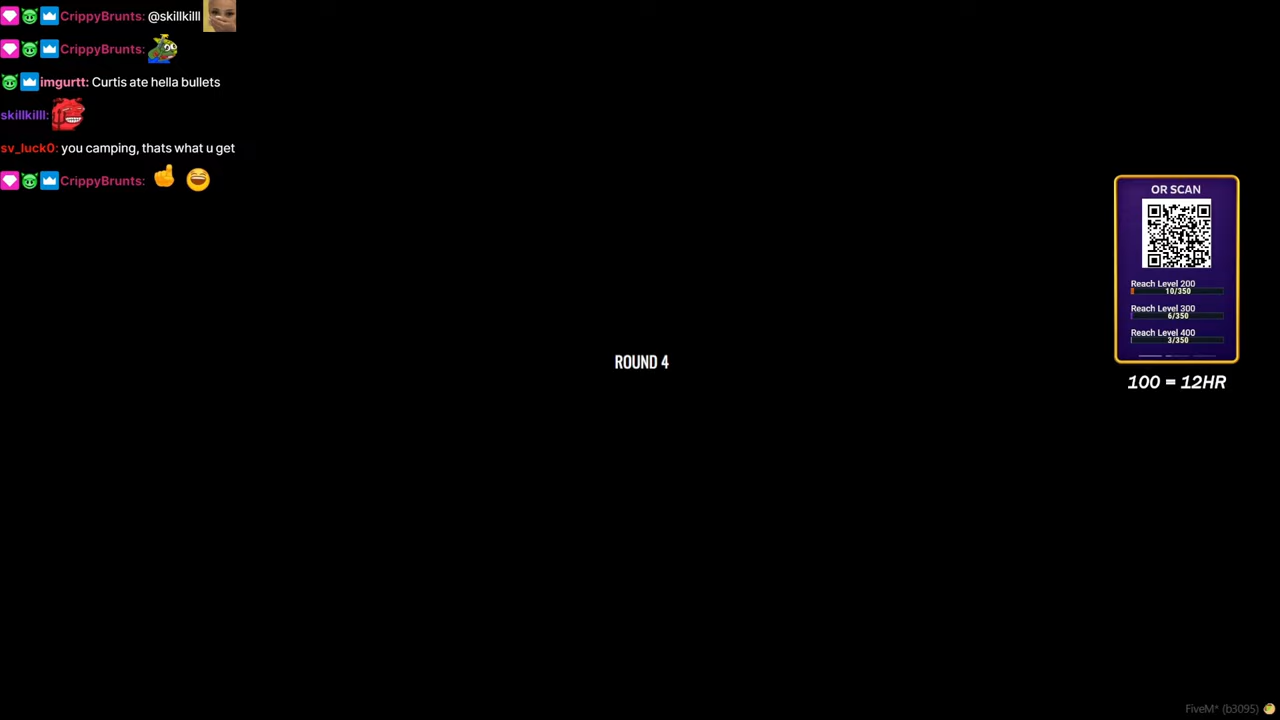 CrippyBrunts: @skillkilll
CrippyBrunts:
imgurtt: Curtis ate hella bullets
skillkilll:
sv_luck0: you camping, thats what u get
CrippyBrunts:
OR SCAN
Reach Level 200
10/350
Reach Level 300
6/350
Reach Level 400
3/350
100 = 12HR
ROUND 4
FiveM* (b3095)